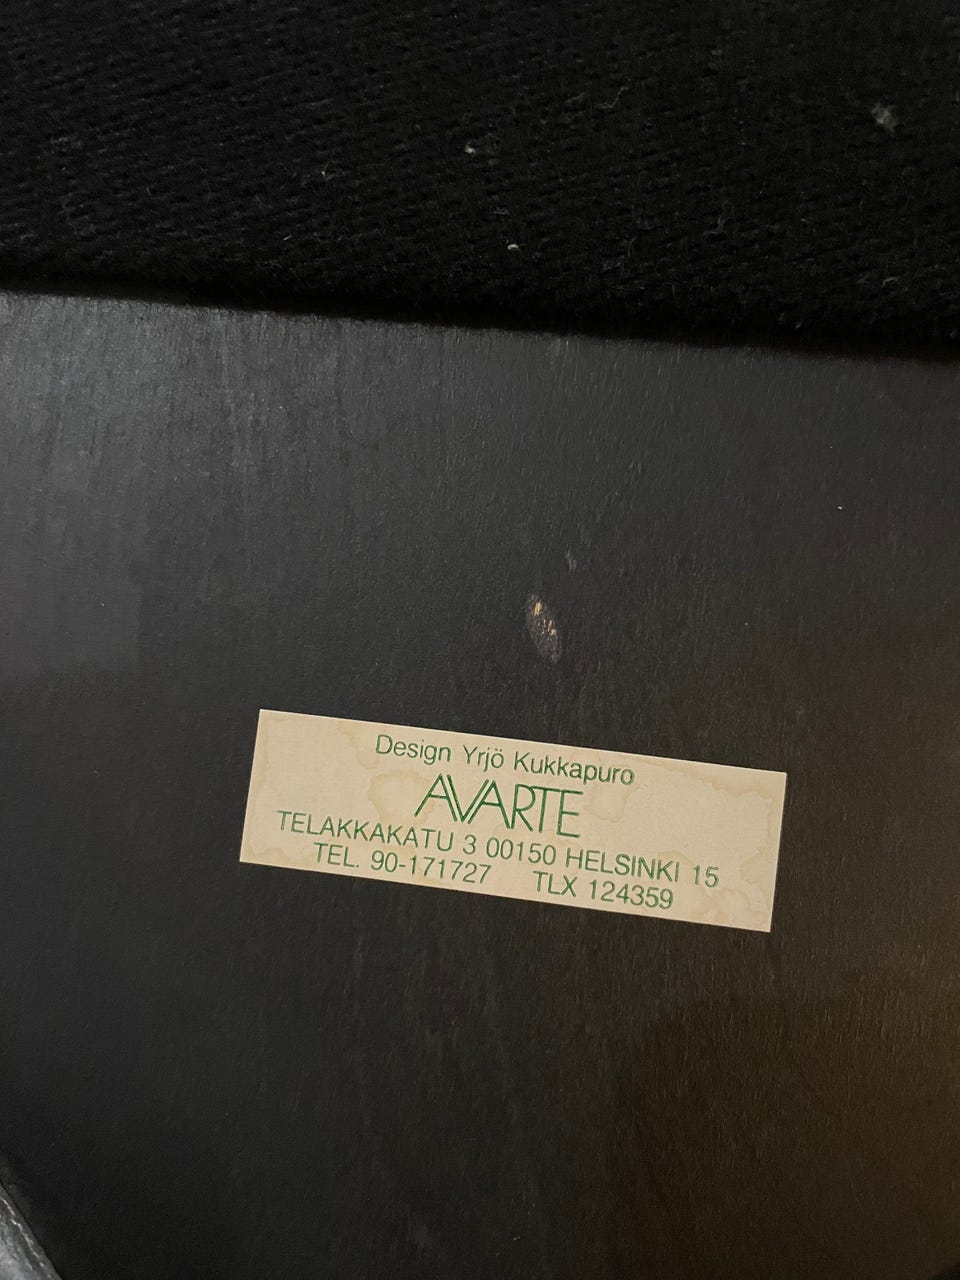 Design Yrjö Kukkapuro
AVARTE
TELAKKAKATU 3 00150 HELSINKI 15
TEL. 90-171727 TLX 124359